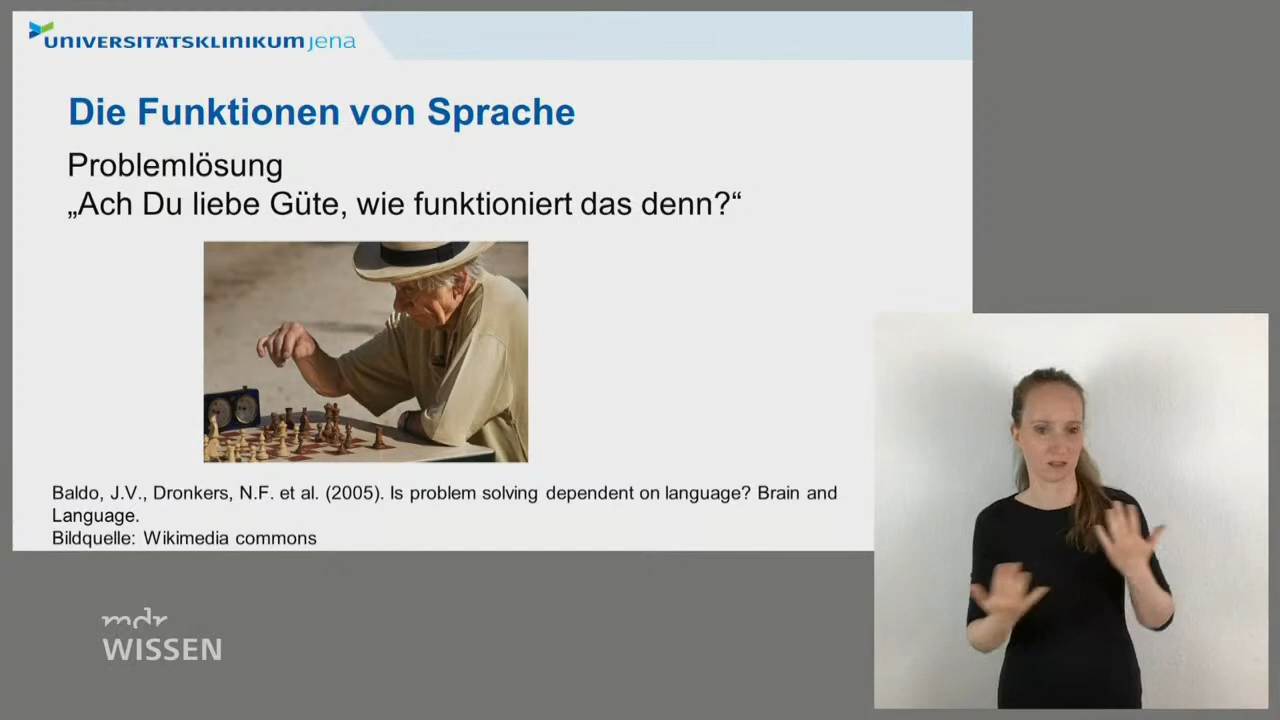 UNIVERSITÄTSKLINIKUM jena
Die Funktionen von Sprache
Problemlösung
„Ach Du liebe Güte, wie funktioniert das denn?“
Baldo, J.V., Dronkers, N.F. et al. (2005). Is problem solving dependent on language? Brain and
Language.
Bildquelle: Wikimedia commons
mdr
WISSEN